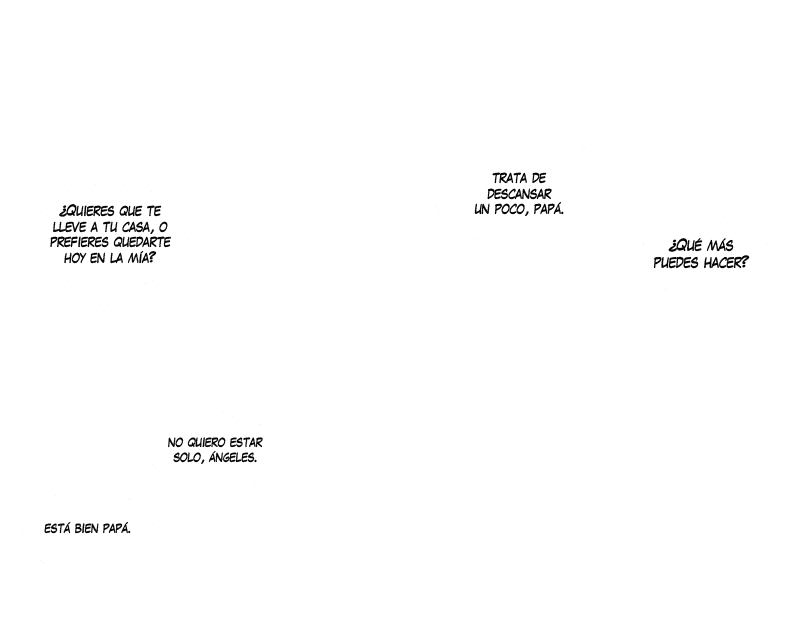 ¿QUIERES QUE TE
LLEVE A TU CASA, O
PREFIERES QUEDARTE
HOY EN LA MÍA?
NO QUIERO ESTAR
SOLO, ÁNGELES.
ESTÁ BIEN PAPÁ.
TRATA DE
DESCANSAR
UN POCO, PAPÁ.
¿QUÉ MÁS
PUEDES HACER?